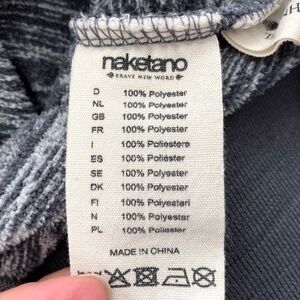 naketano
BRAVE NEW WORD
D 100% Polyester
NL 100% Polyester
GB 100% Polyester
FR 100% Polyester
I 100% Poliestere
ES 100% Poliéster
SE 100% Polyester
DK 100% Polyester
FI 100% Polyesteri
N 100% Polyester
PL 100% Polyester
MADE IN CHINA